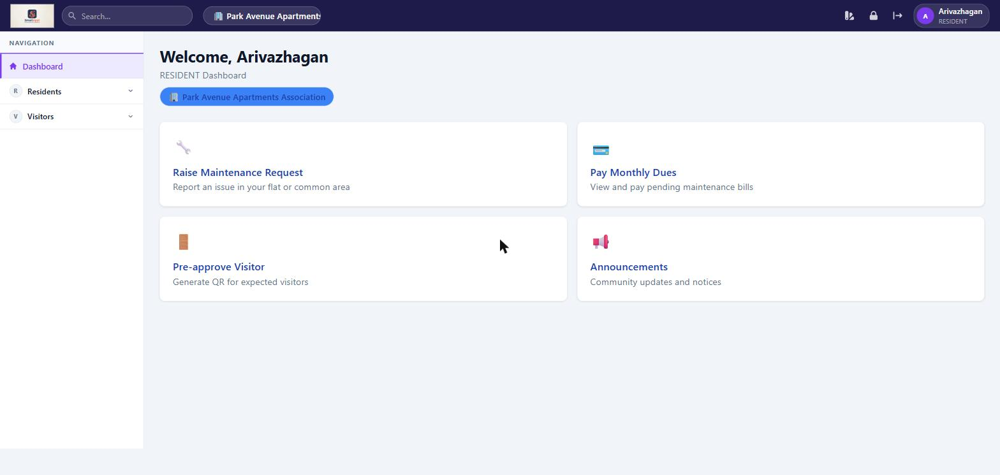 SmartAppt
Search...
Park Avenue Apartments
A
Arivazhagan
RESIDENT
NAVIGATION
Dashboard
R
Residents
V
Visitors
Welcome, Arivazhagan
RESIDENT Dashboard
Park Avenue Apartments Association
Raise Maintenance Request
Report an issue in your flat or common area
Pay Monthly Dues
View and pay pending maintenance bills
Pre-approve Visitor
Generate QR for expected visitors
Announcements
Community updates and notices